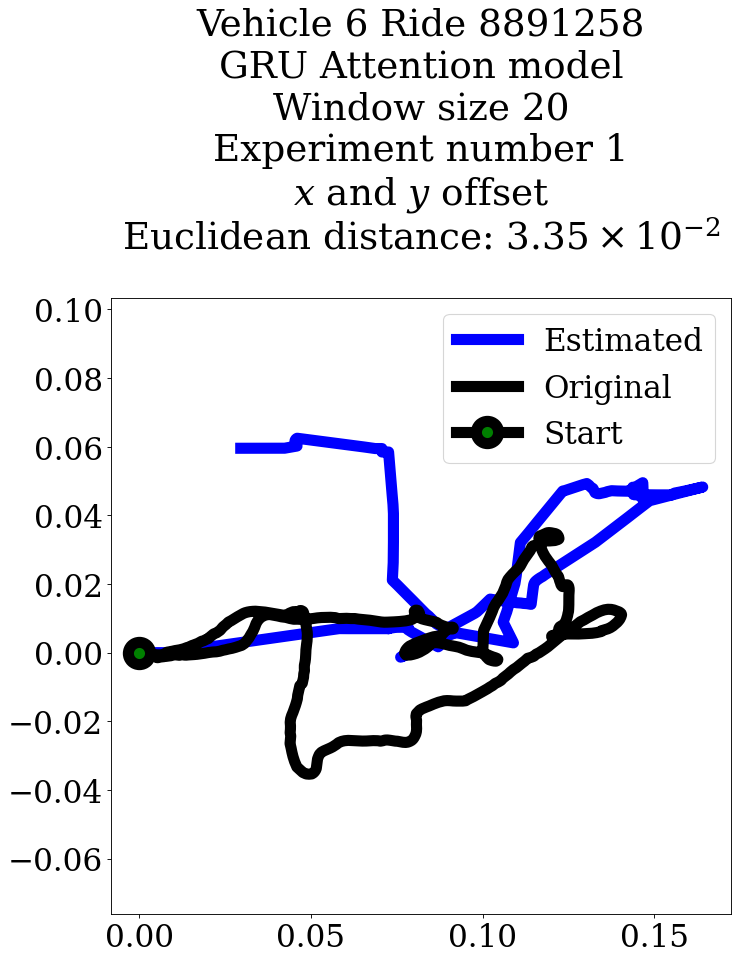 Vehicle 6 Ride 8891258
GRU Attention model
Window size 20
Experiment number 1
x and y offset
Euclidean distance: 3.35 × 10⁻²
Estimated
Original
Start
0.10
0.08
0.06
0.04
0.02
0.00
−0.02
−0.04
−0.06
0.00 0.05 0.10 0.15